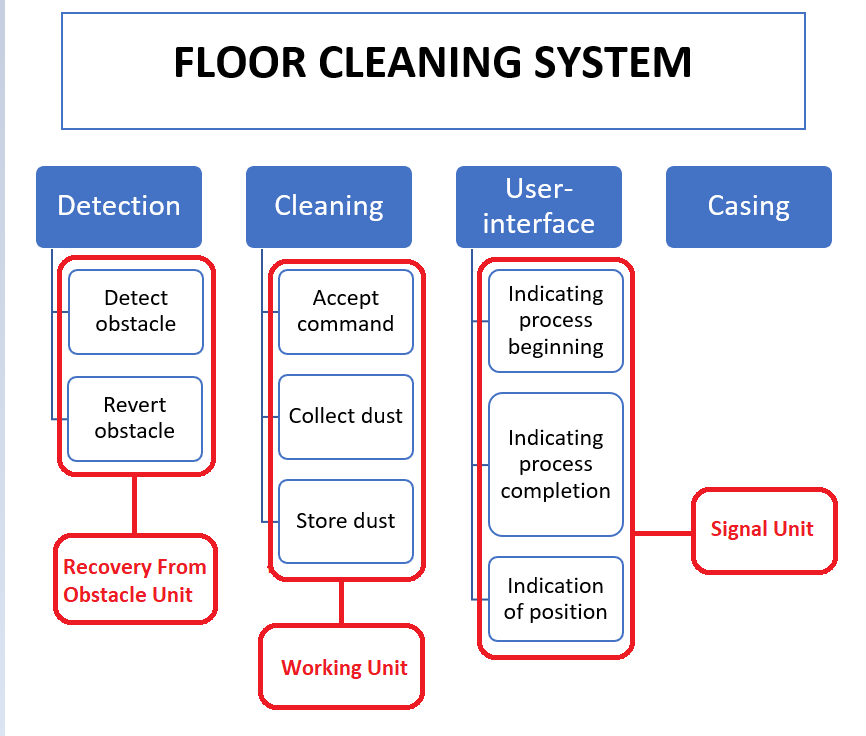 FLOOR CLEANING SYSTEM
Detection
Detect
obstacle
Revert
obstacle
Recovery From
Obstacle Unit
Cleaning
Accept
command
Collect dust
Store dust
Working Unit
User-
interface
Indicating
process
beginning
Indicating
process
completion
Indication
of position
Casing
Signal Unit